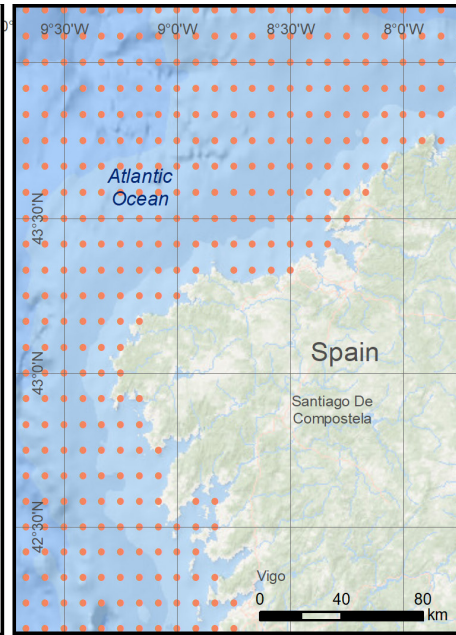 0°
9°30'W 9°0'W 8°30'W 8°0'W
Atlantic
Ocean
43°30'N
Spain
43°0'N
Santiago De
Compostela
42°30'N
Vigo
0 40 80
km